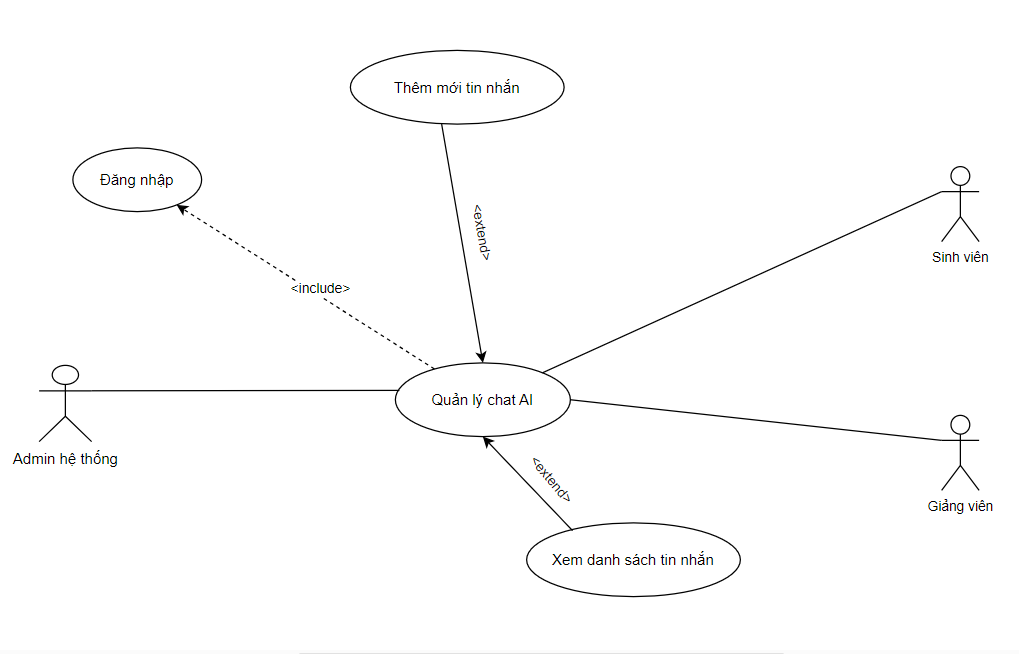 Thêm mới tin nhắn
Đăng nhập
<extend>
Sinh viên
<include>
Quản lý chat AI
Admin hệ thống
<extend>
Giảng viên
Xem danh sách tin nhắn